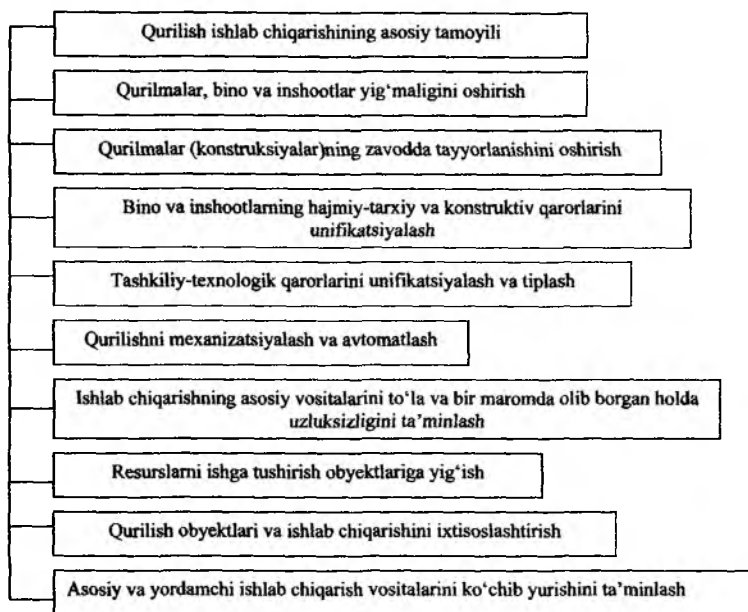 Qurilish ishlab chiqarishining asosiy tamoyili
Qurilmalar, bino va inshootlar yig‘maligini oshirish
Qurilmalar (konstruksiyalar)ning zavodda tayyorlanishini oshirish
Bino va inshootlarning hajmiy-tarxiy va konstruktiv qarorlarini
unifikatsiyalash
Tashkiliy-texnologik qarorlarini unifikatsiyalash va tiplash
Qurilishni mexanizatsiyalash va avtomatlash
Ishlab chiqarishning asosiy vositalarini to‘la va bir maromda olib borgan holda
uzluksizligini ta’minlash
Resurslarni ishga tushirish obyektlariga yig‘ish
Qurilish obyektlari va ishlab chiqarishini ixtisoslashtirish
Asosiy va yordamchi ishlab chiqarish vositalarini ko‘chib yurishini ta’minlash